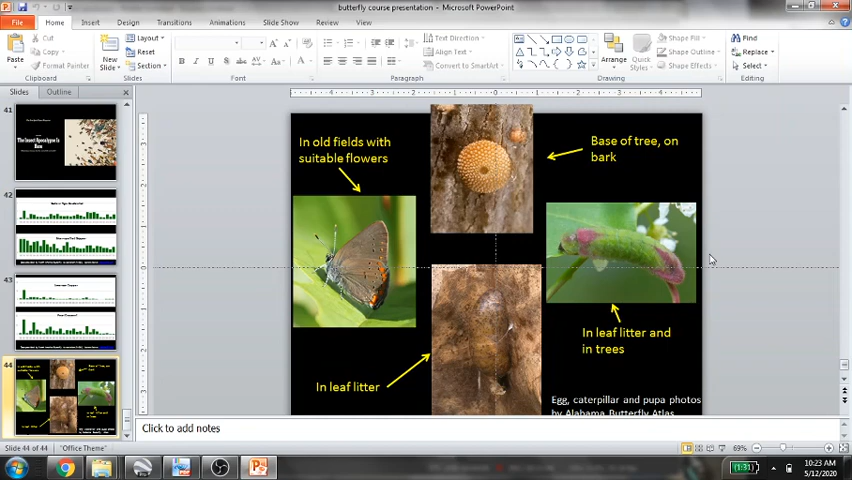 butterfly course presentation - Microsoft PowerPoint
File Home Insert Design Transitions Animations Slide Show Review View
Paste
Cut
Copy
Format Painter
Clipboard
New Slide
Layout
Reset
Section
Slides
Font
Text Direction
Align Text
Convert to SmartArt
Paragraph
Arrange
Quick Styles
Shape Fill
Shape Outline
Shape Effects
Drawing
Find
Replace
Select
Editing
Slides Outline
41
42
43
44
In old fields with
suitable flowers
Base of tree, on
bark
In leaf litter and
in trees
In leaf litter
Egg, caterpillar and pupa photos
by Alabama Butterfly Atlas
Click to add notes
Slide 44 of 44 "Office Theme"
69%
(1:31)
10:23 AM
5/12/2020